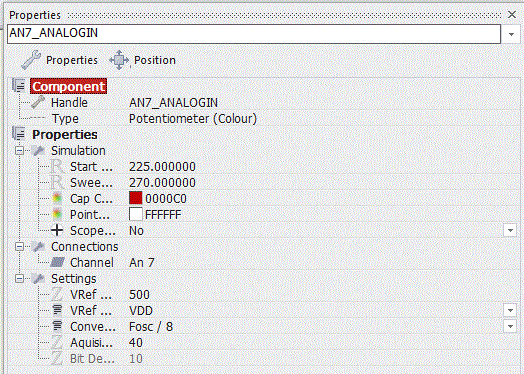 Properties
AN7_ANALOGIN
Properties Position
Component
Handle AN7_ANALOGIN
Type Potentiometer (Colour)
Properties
Simulation
Start ... 225.000000
Swee... 270.000000
Cap C... 0000C0
Point... FFFFFF
Scope... No
Connections
Channel An 7
Settings
VRef ... 500
VRef ... VDD
Conve... Fosc / 8
Aquisi... 40
Bit De... 10